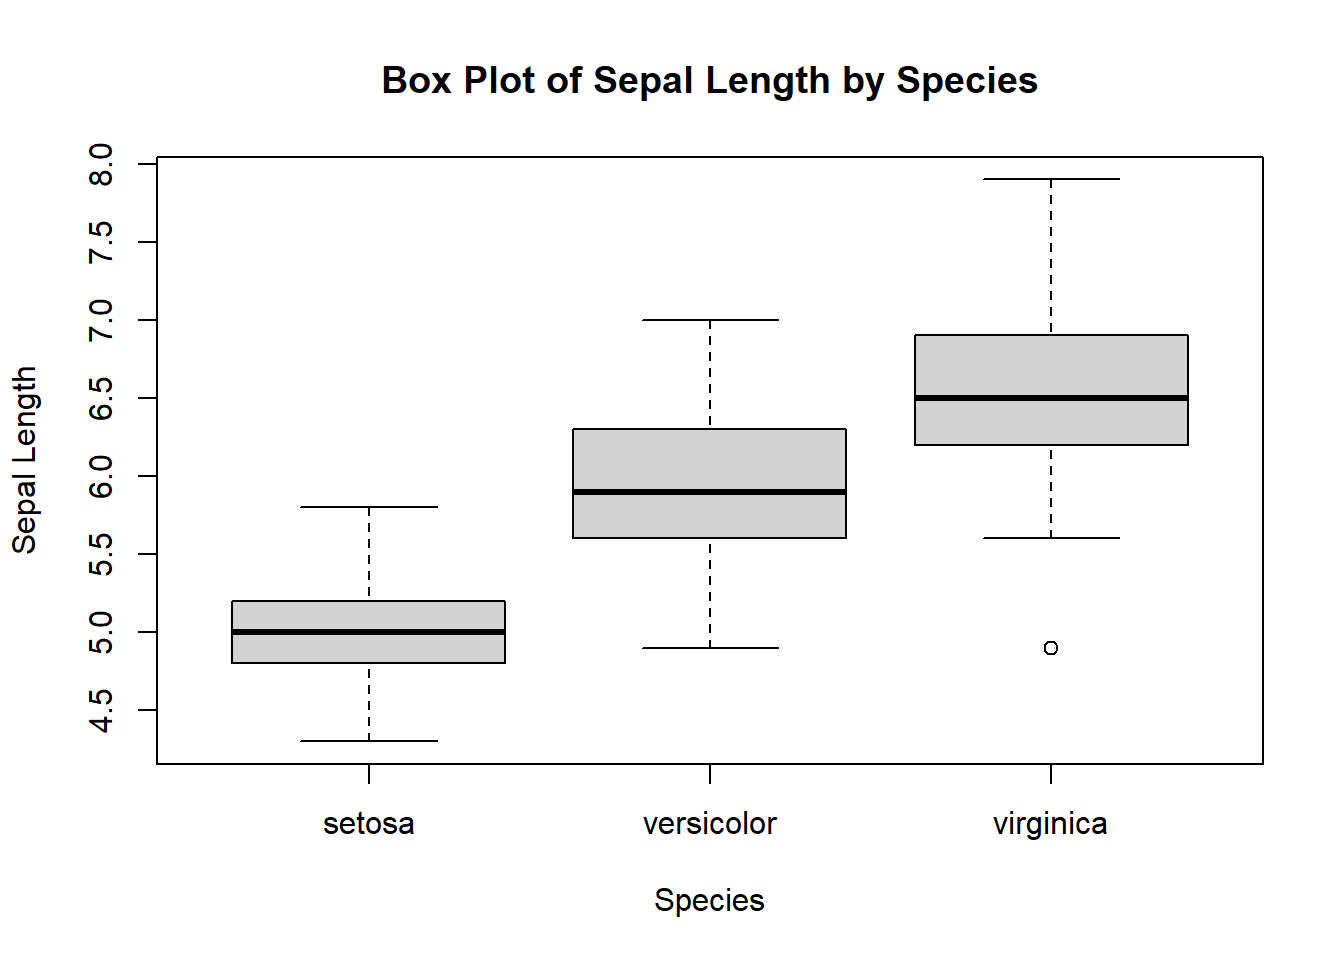 Box Plot of Sepal Length by Species
Sepal Length
8.0
7.5
7.0
6.5
6.0
5.5
5.0
4.5
setosa versicolor virginica
Species